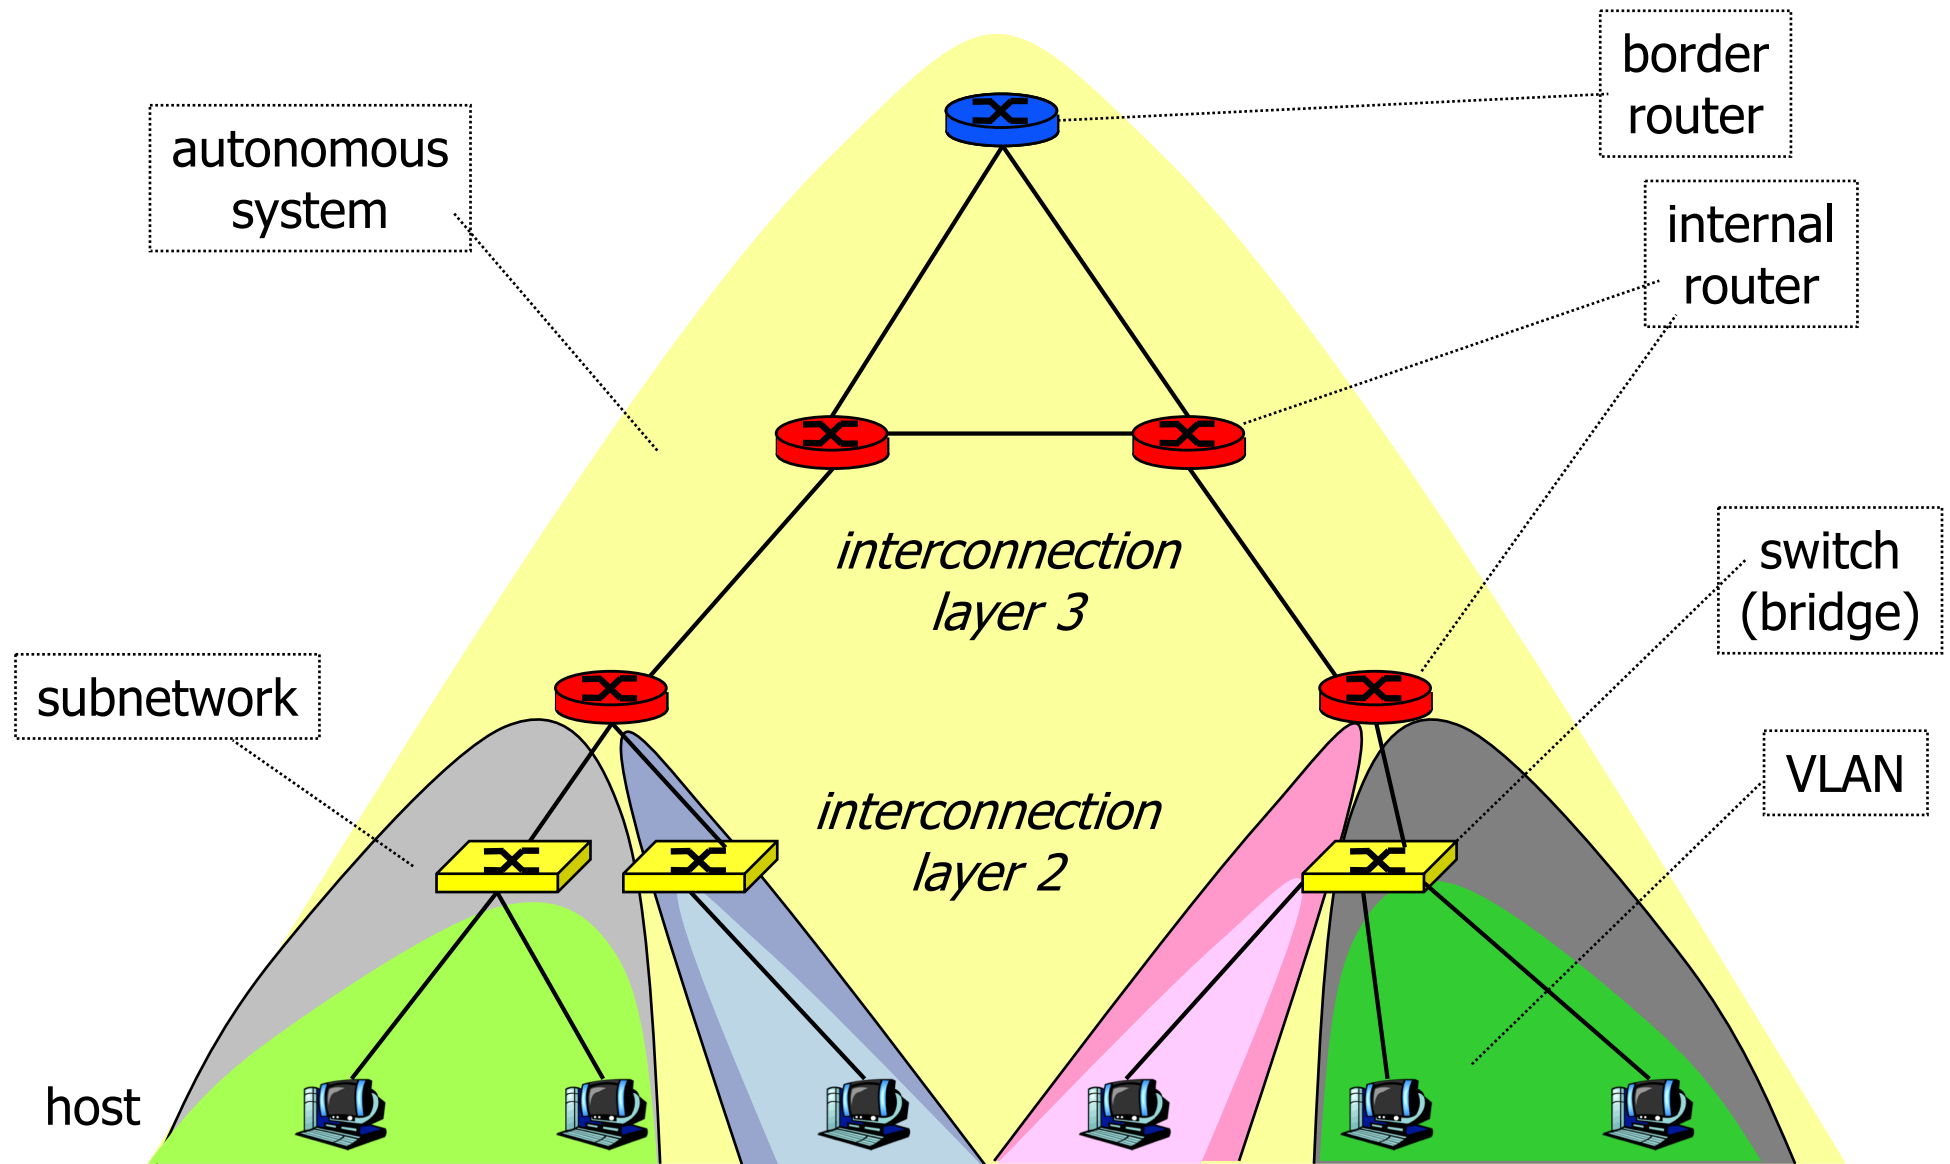 border
router
autonomous
system
internal
router
interconnection
layer 3
switch
(bridge)
subnetwork
VLAN
interconnection
layer 2
host